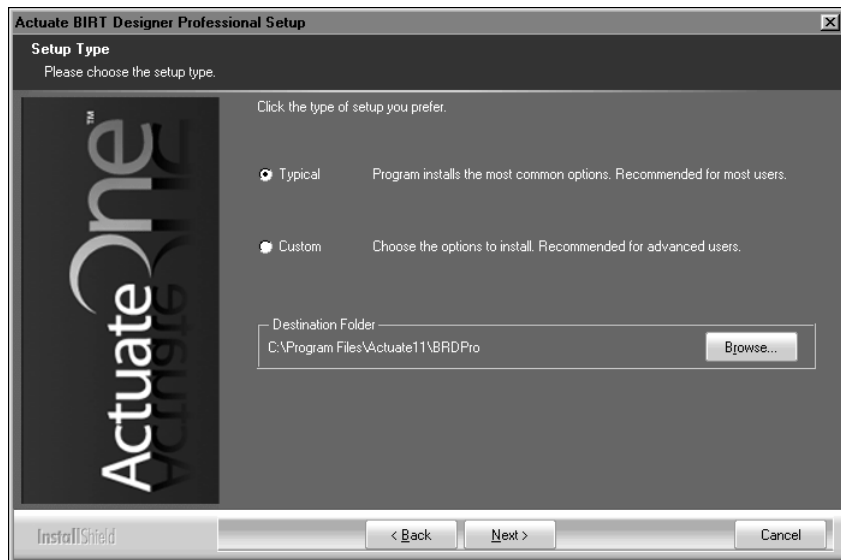 Actuate BIRT Designer Professional Setup
Setup Type
Please choose the setup type.
ActuateOne™
Click the type of setup you prefer.
Typical Program installs the most common options. Recommended for most users.
Custom Choose the options to install. Recommended for advanced users.
Destination Folder
C:\Program Files\Actuate11\BRDPro
Browse...
InstallShield
< Back
Next >
Cancel